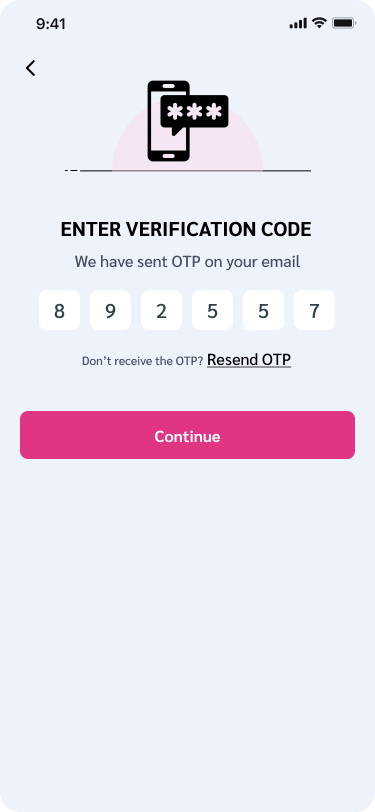 9:41
ENTER VERIFICATION CODE
We have sent OTP on your email
8 9 2 5 5 7
Don’t receive the OTP? Resend OTP
Continue